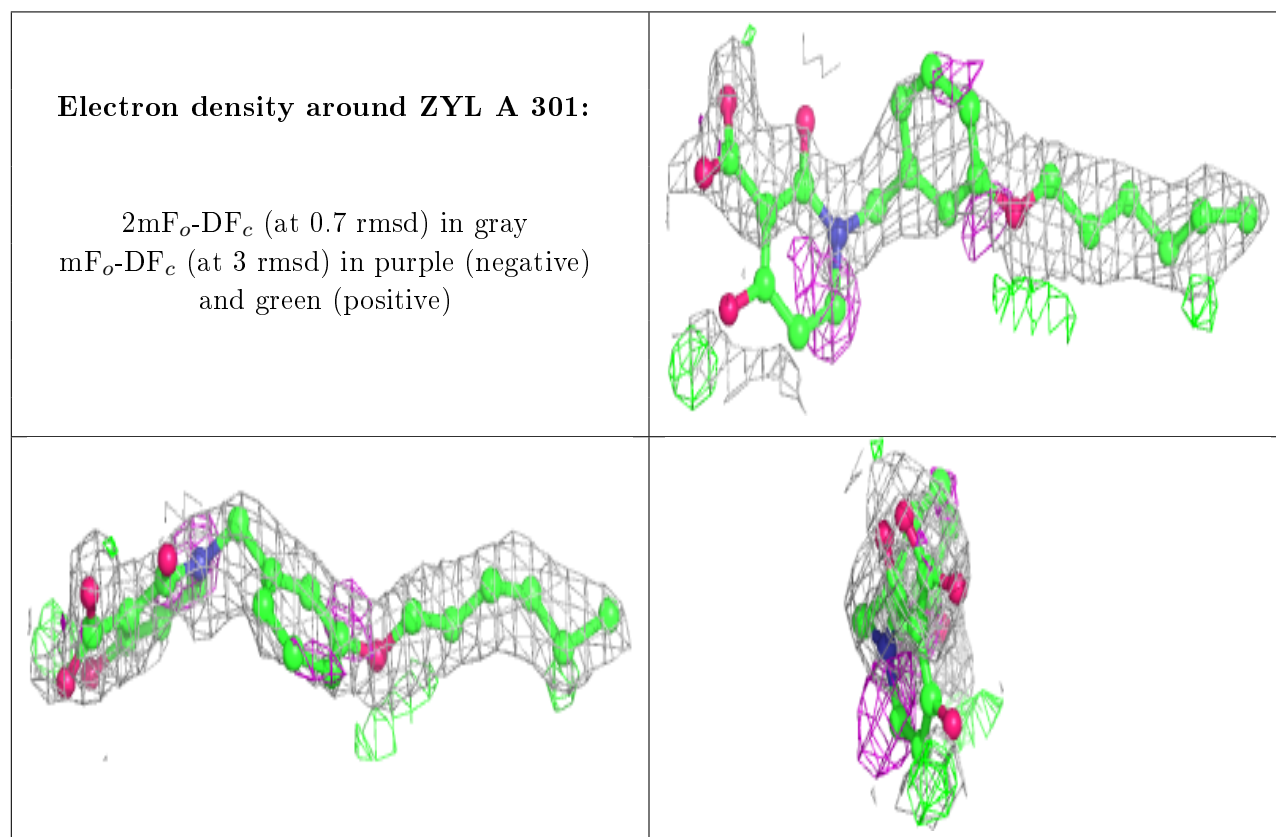 Electron density around ZYL A 301:
2mFₒ-DF𝒸 (at 0.7 rmsd) in gray
mFₒ-DF𝒸 (at 3 rmsd) in purple (negative)
and green (positive)